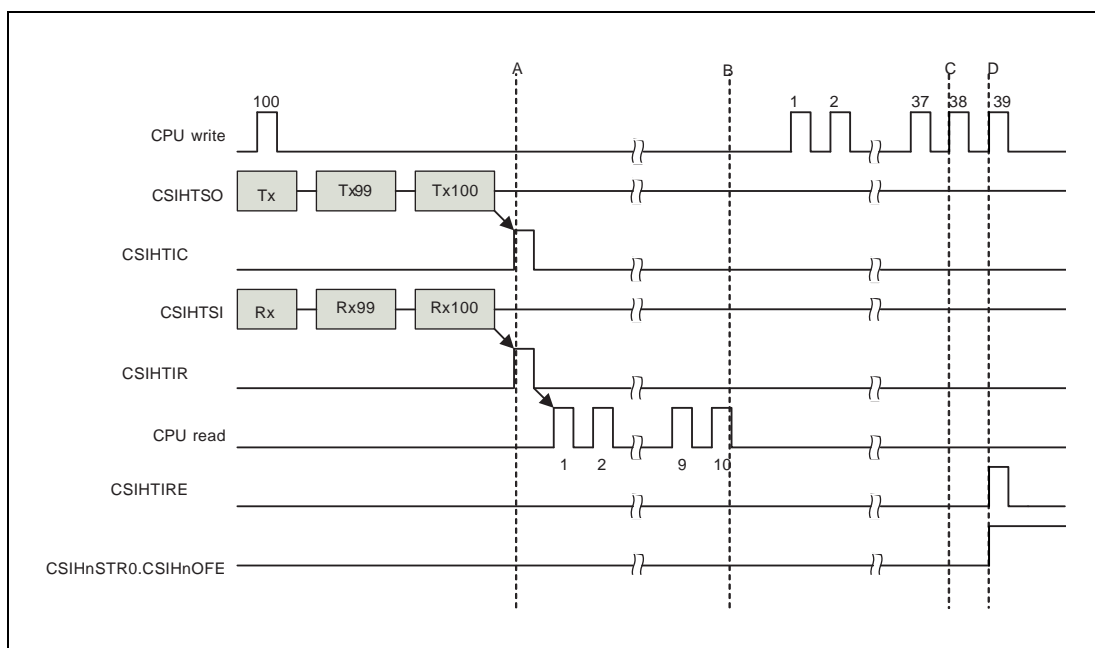 A
B
C D
100
1 2 37 38 39
CPU write
CSIHTSO
Tx Tx99 Tx100
CSIHTIC
CSIHTSI
Rx Rx99 Rx100
CSIHTIR
CPU read
1 2 9 10
CSIHTIRE
CSIHnSTR0.CSIHnOFE